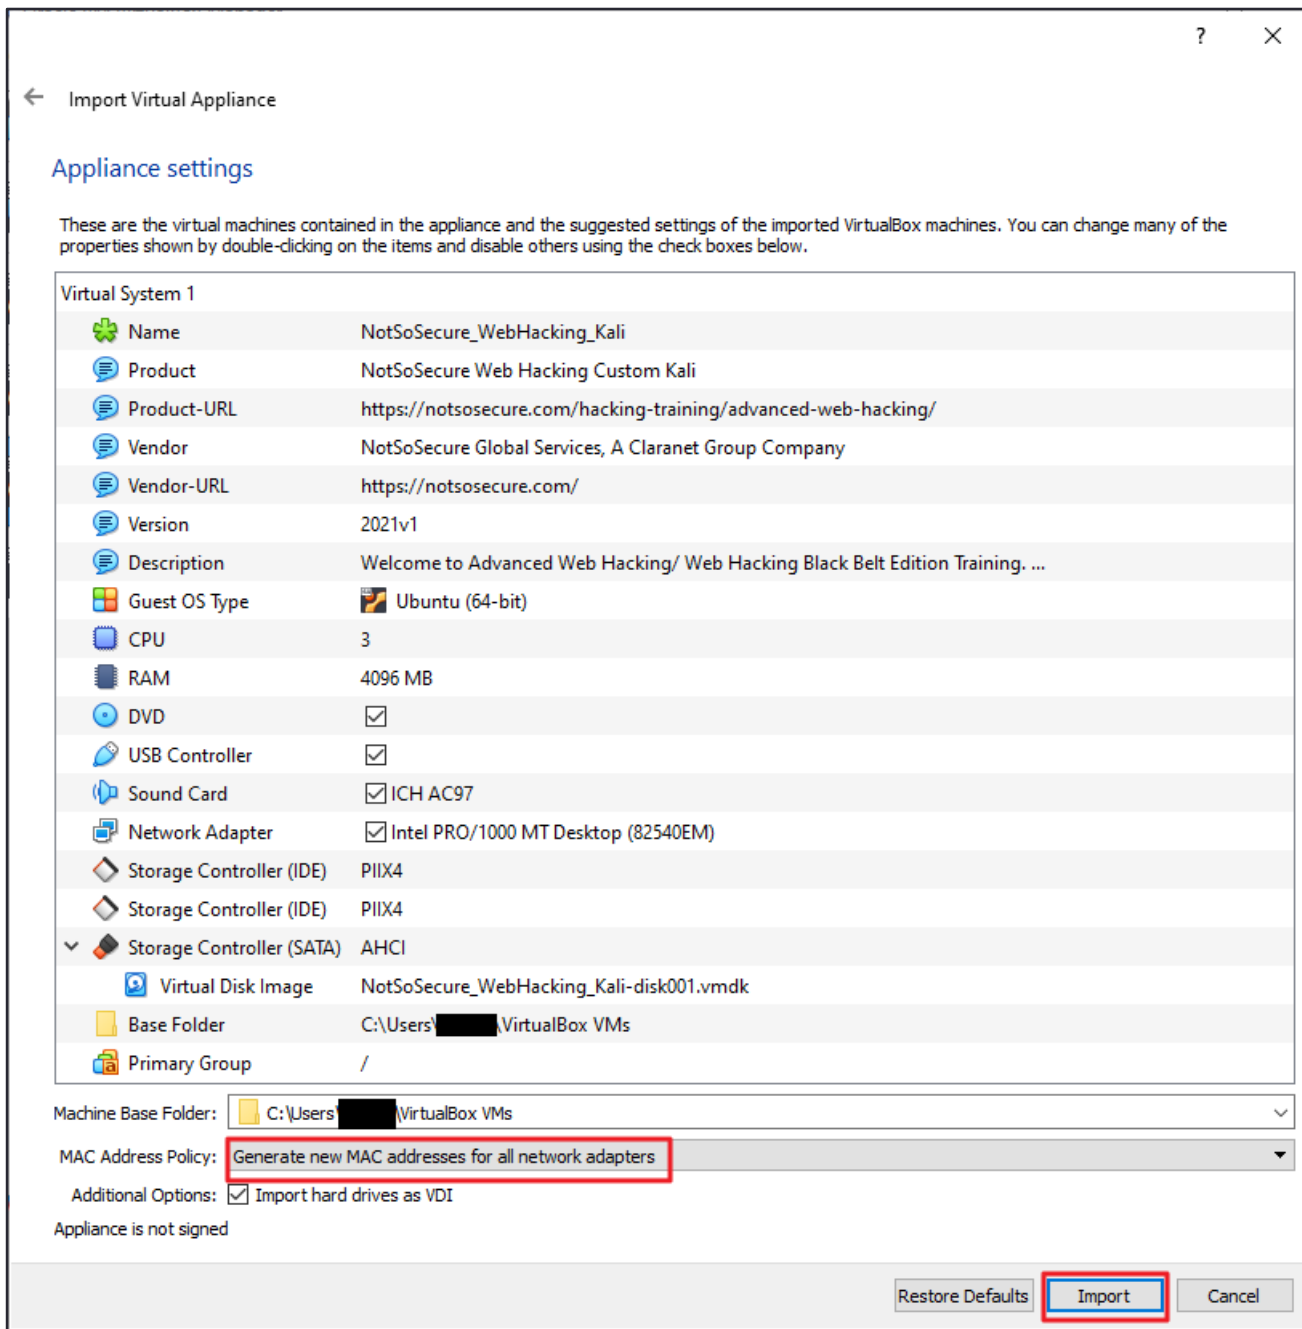 ?
Import Virtual Appliance
Appliance settings
These are the virtual machines contained in the appliance and the suggested settings of the imported VirtualBox machines. You can change many of the
properties shown by double-clicking on the items and disable others using the check boxes below.
Virtual System 1
Name NotSoSecure_WebHacking_Kali
Product NotSoSecure Web Hacking Custom Kali
Product-URL https://notsosecure.com/hacking-training/advanced-web-hacking/
Vendor NotSoSecure Global Services, A Claranet Group Company
Vendor-URL https://notsosecure.com/
Version 2021v1
Description Welcome to Advanced Web Hacking/ Web Hacking Black Belt Edition Training. ...
Guest OS Type Ubuntu (64-bit)
CPU 3
RAM 4096 MB
DVD
USB Controller
Sound Card ICH AC97
Network Adapter Intel PRO/1000 MT Desktop (82540EM)
Storage Controller (IDE) PIIX4
Storage Controller (IDE) PIIX4
Storage Controller (SATA) AHCI
Virtual Disk Image NotSoSecure_WebHacking_Kali-disk001.vmdk
Base Folder C:\Users\ \VirtualBox VMs
Primary Group /
Machine Base Folder: C:\Users\ \VirtualBox VMs
MAC Address Policy: Generate new MAC addresses for all network adapters
Additional Options: Import hard drives as VDI
Appliance is not signed
Restore Defaults Import Cancel